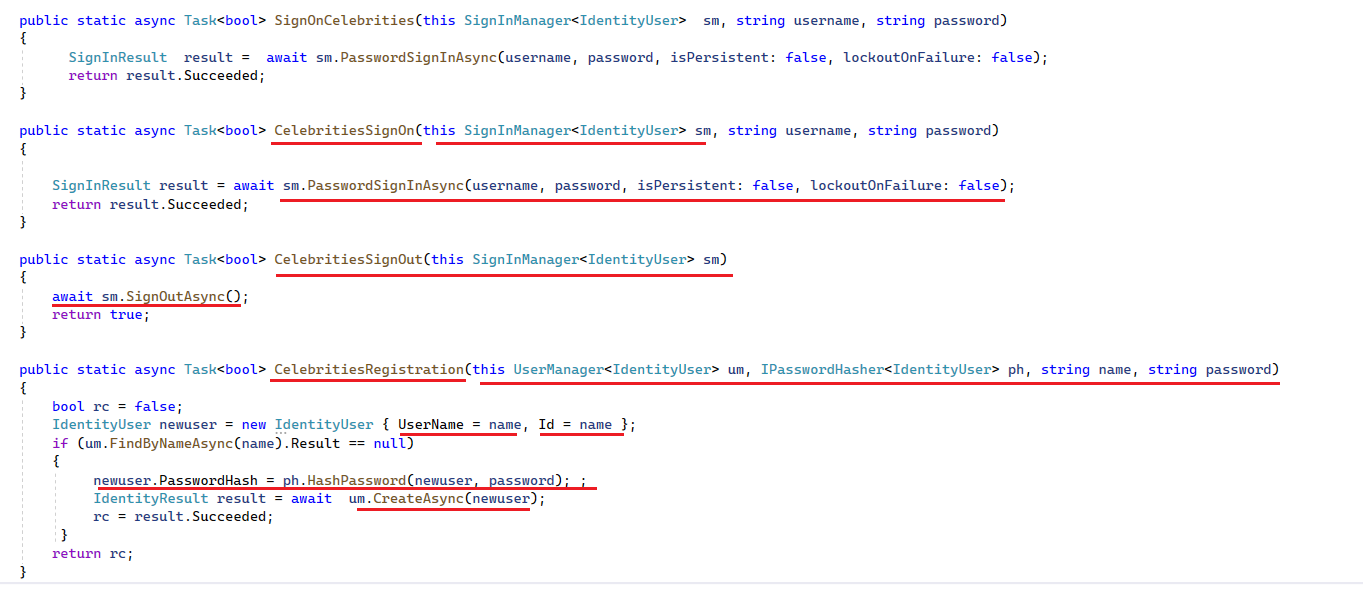 public static async Task<bool> SignOnCelebrities(this SignInManager<IdentityUser>  sm, string username, string password)
{
      SignInResult  result =  await sm.PasswordSignInAsync(username, password, isPersistent: false, lockoutOnFailure: false);
      return result.Succeeded;
}
public static async Task<bool> CelebritiesSignOn(this SignInManager<IdentityUser> sm, string username, string password)
{
    SignInResult result = await sm.PasswordSignInAsync(username, password, isPersistent: false, lockoutOnFailure: false);
    return result.Succeeded;
}
public static async Task<bool> CelebritiesSignOut(this SignInManager<IdentityUser> sm)
{
    await sm.SignOutAsync();
    return true;
}
public static async Task<bool> CelebritiesRegistration(this UserManager<IdentityUser> um, IPasswordHasher<IdentityUser> ph, string name, string password)
{
    bool rc = false;
    IdentityUser newuser = new IdentityUser { UserName = name, Id = name };
    if (um.FindByNameAsync(name).Result == null)
    {
         newuser.PasswordHash = ph.HashPassword(newuser, password); ;
         IdentityResult result = await  um.CreateAsync(newuser);
         rc = result.Succeeded;
     }
    return rc;
}